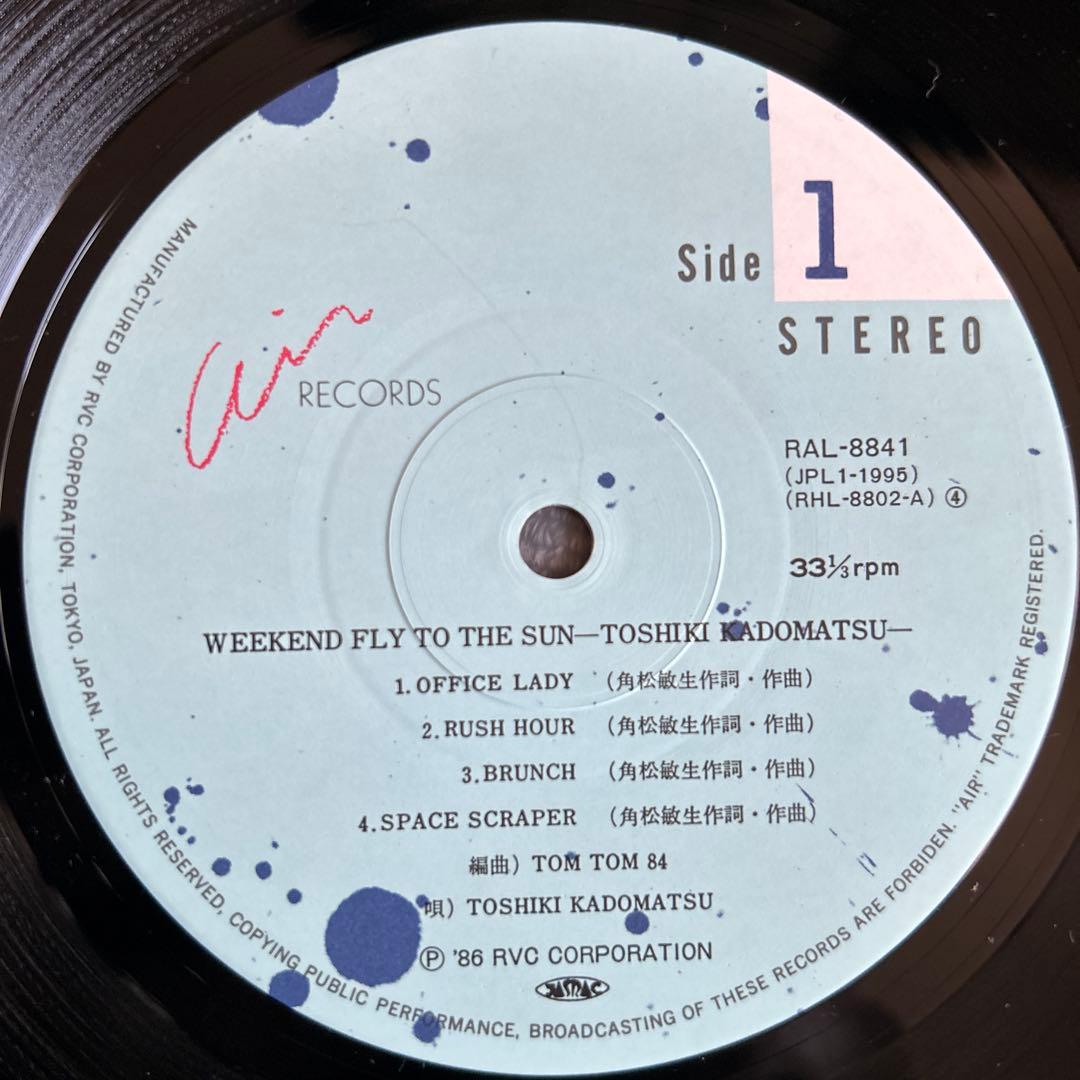 Side 1
STEREO
air
RECORDS
RAL-8841
(JPL1-1995)
(RHL-8802-A) ④
33⅓rpm
WEEKEND FLY TO THE SUN—TOSHIKI KADOMATSU—
1. OFFICE LADY (角松敏生作詞・作曲)
2. RUSH HOUR (角松敏生作詞・作曲)
3. BRUNCH (角松敏生作詞・作曲)
4. SPACE SCRAPER (角松敏生作詞・作曲)
編曲) TOM TOM 84
唄) TOSHIKI KADOMATSU
Ⓟ '86 RVC CORPORATION
JASRAC
MANUFACTURED BY RVC CORPORATION, TOKYO, JAPAN. ALL RIGHTS RESERVED, COPYING PUBLIC PERFORMANCE, BROADCASTING OF THESE RECORDS ARE FORBIDEN. "AIR" TRADEMARK REGISTERED.